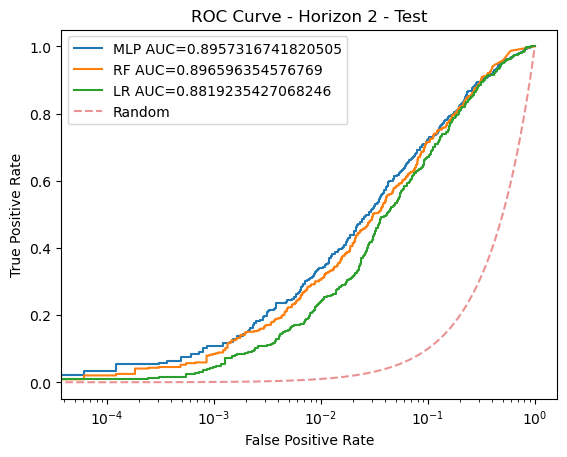 ROC Curve - Horizon 2 - Test
MLP AUC=0.8957316741820505
RF AUC=0.896596354576769
LR AUC=0.8819235427068246
Random
True Positive Rate
1.0
0.8
0.6
0.4
0.2
0.0
10⁻⁴
10⁻³
10⁻²
10⁻¹
10⁰
False Positive Rate